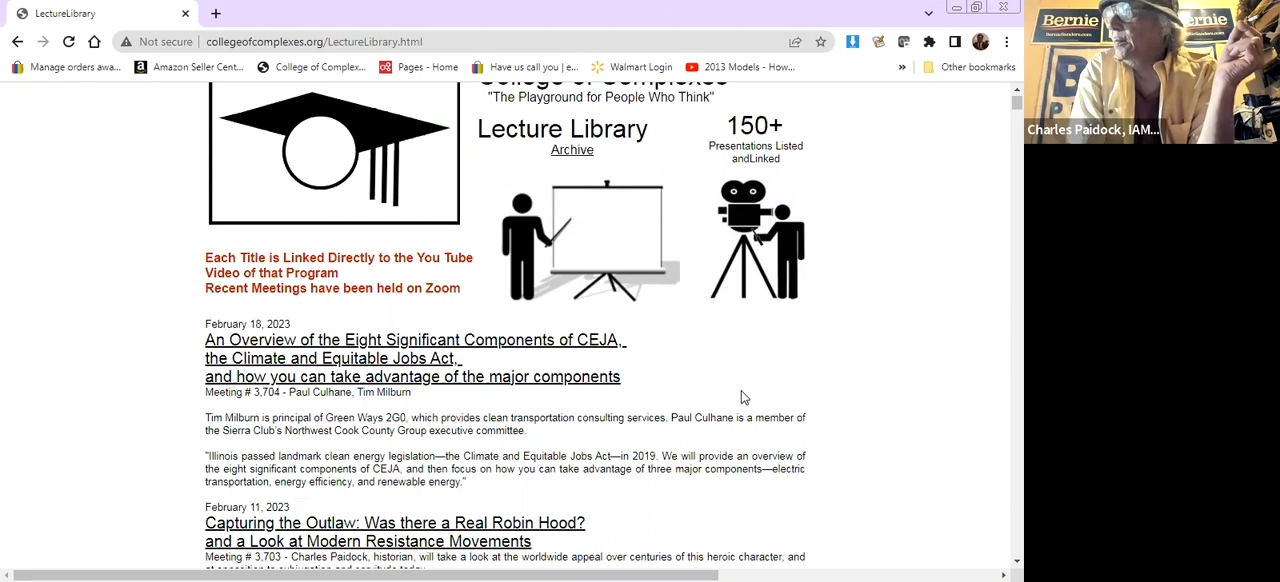 LectureLibrary
Not secure
collegeofcomplexes.org/LectureLibrary.html
Manage orders awa...
Amazon Seller Cent...
College of Complex...
Pages - Home
Have us call you | e...
Walmart Login
2013 Models - How...
»
Other bookmarks
College of Complexes
"The Playground for People Who Think"
Lecture Library
Archive
150+
Presentations Listed
andLinked
Each Title is Linked Directly to the You Tube
Video of that Program
Recent Meetings have been held on Zoom
February 18, 2023
An Overview of the Eight Significant Components of CEJA,
the Climate and Equitable Jobs Act,
and how you can take advantage of the major components
Meeting # 3,704 - Paul Culhane, Tim Milburn
Tim Milburn is principal of Green Ways 2G0, which provides clean transportation consulting services. Paul Culhane is a member of
the Sierra Club's Northwest Cook County Group executive committee.
"Illinois passed landmark clean energy legislation—the Climate and Equitable Jobs Act—in 2019. We will provide an overview of
the eight significant components of CEJA, and then focus on how you can take advantage of three major components—electric
transportation, energy efficiency, and renewable energy."
February 11, 2023
Capturing the Outlaw: Was there a Real Robin Hood?
and a Look at Modern Resistance Movements
Meeting # 3,703 - Charles Paidock, historian, will take a look at the worldwide appeal over centuries of this heroic character, and
Bernie
BernieSanders.com
ernie
B
P
Charles Paidock, IAM...